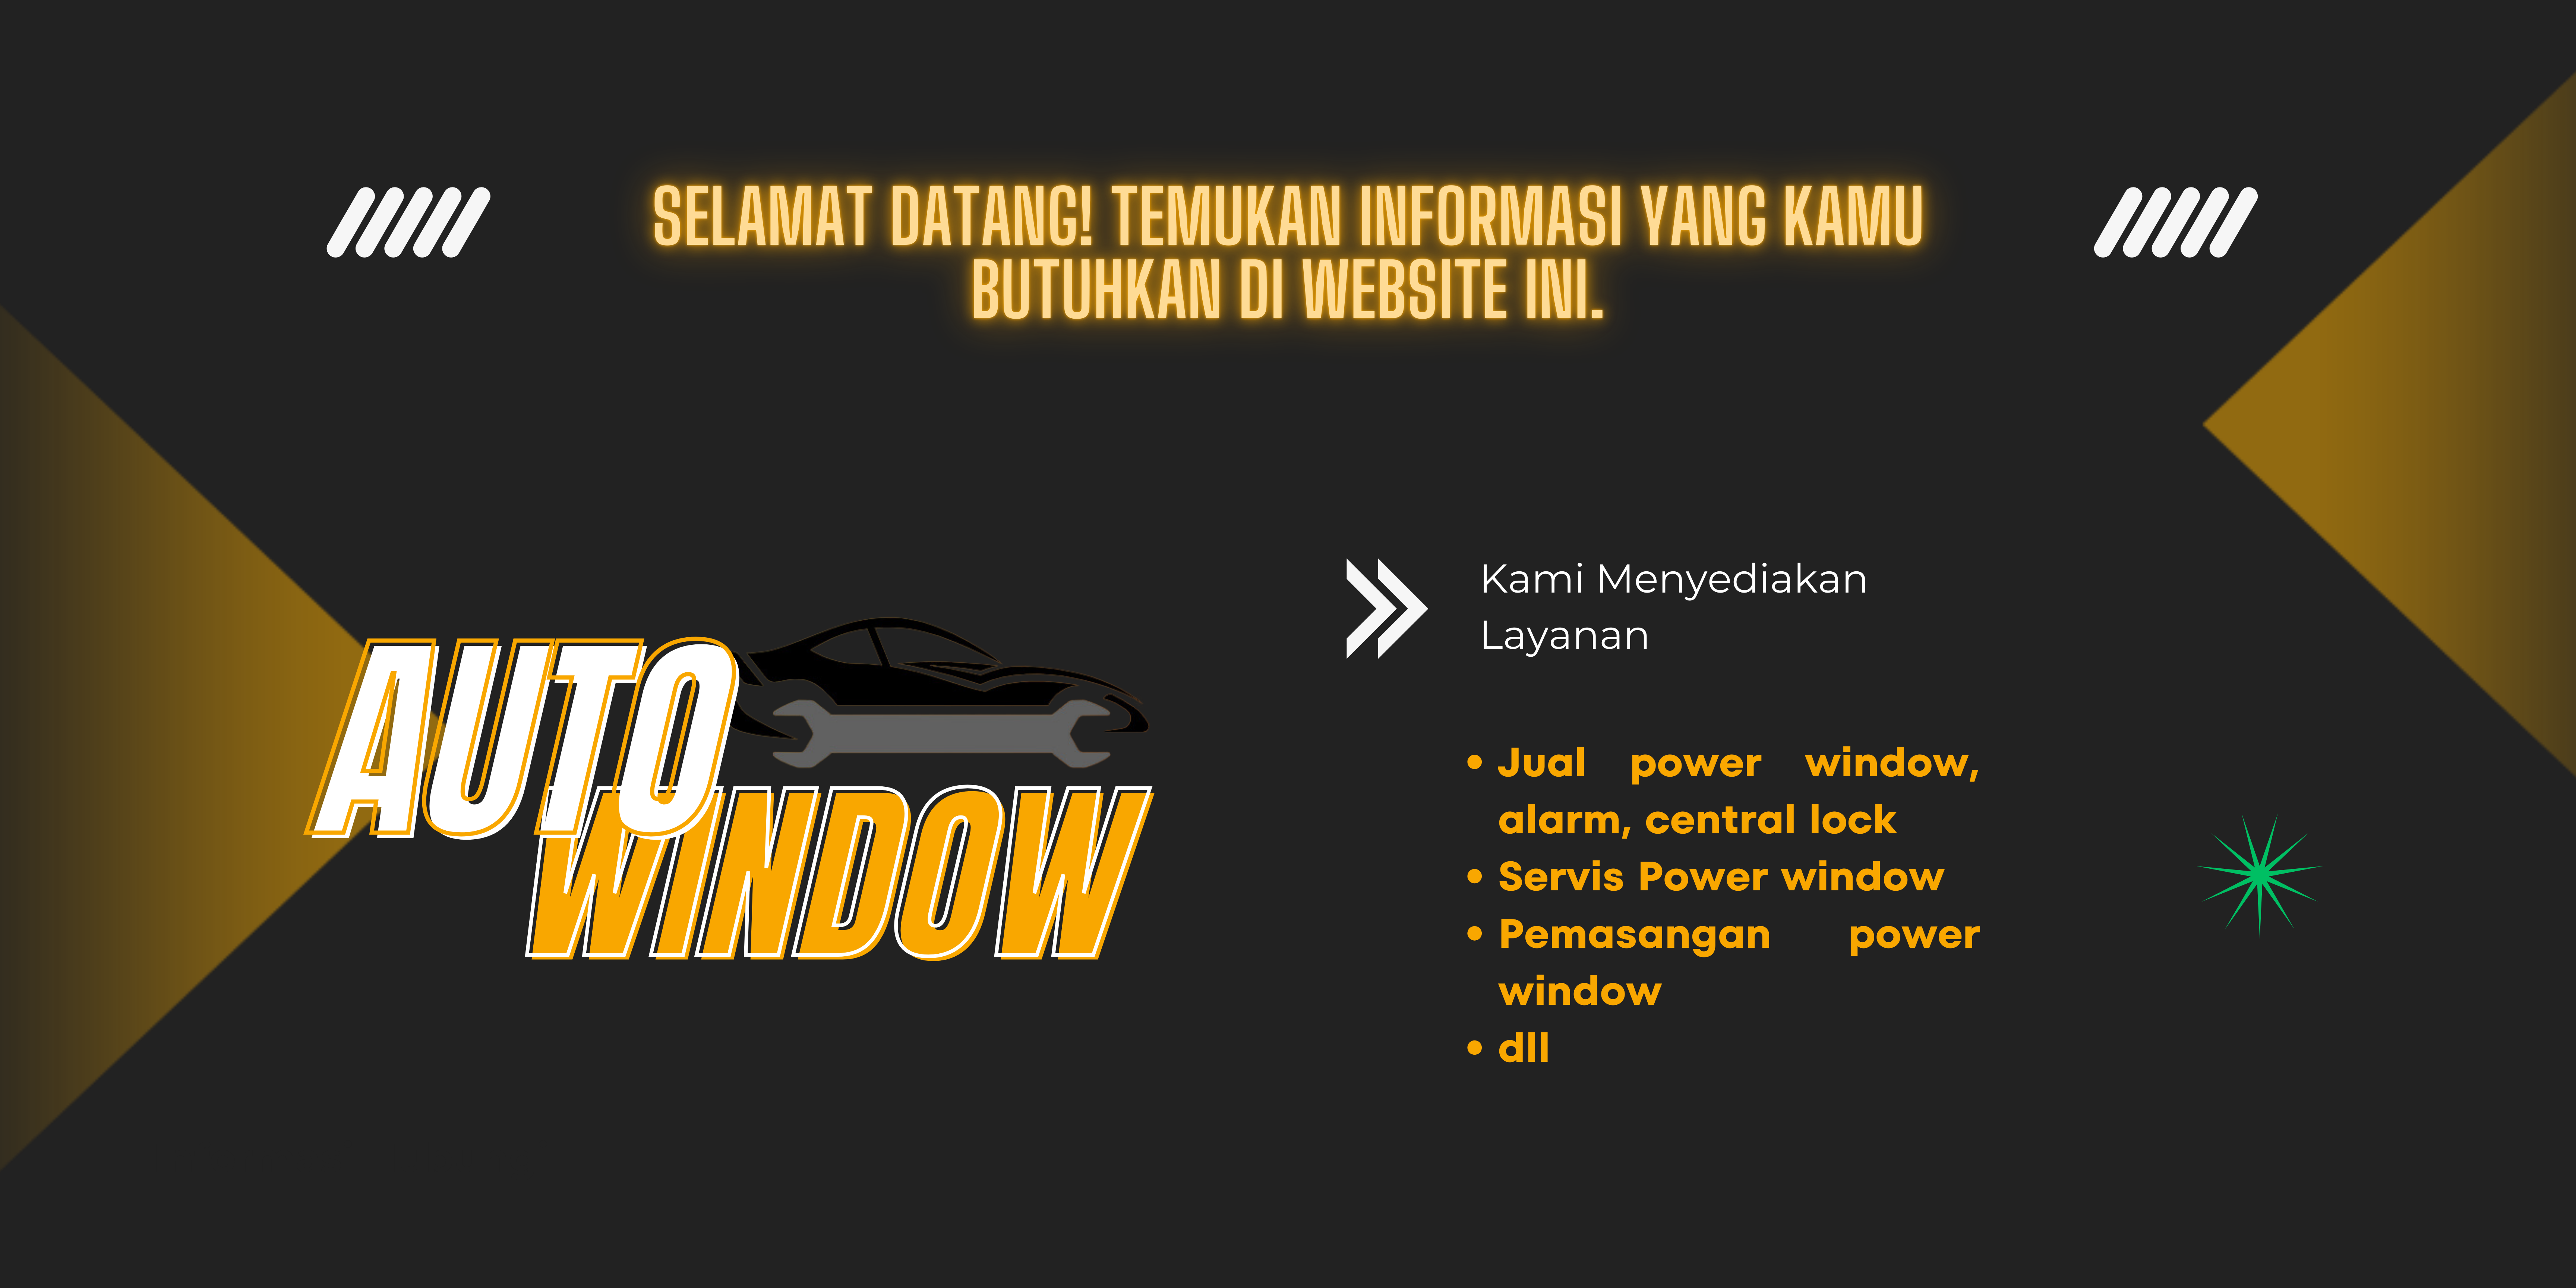 SELAMAT DATANG! TEMUKAN INFORMASI YANG KAMU
BUTUHKAN DI WEBSITE INI.
AUTO
WINDOW
Kami Menyediakan
Layanan
• Jual power window,
alarm, central lock
• Servis Power window
• Pemasangan power
window
• dll